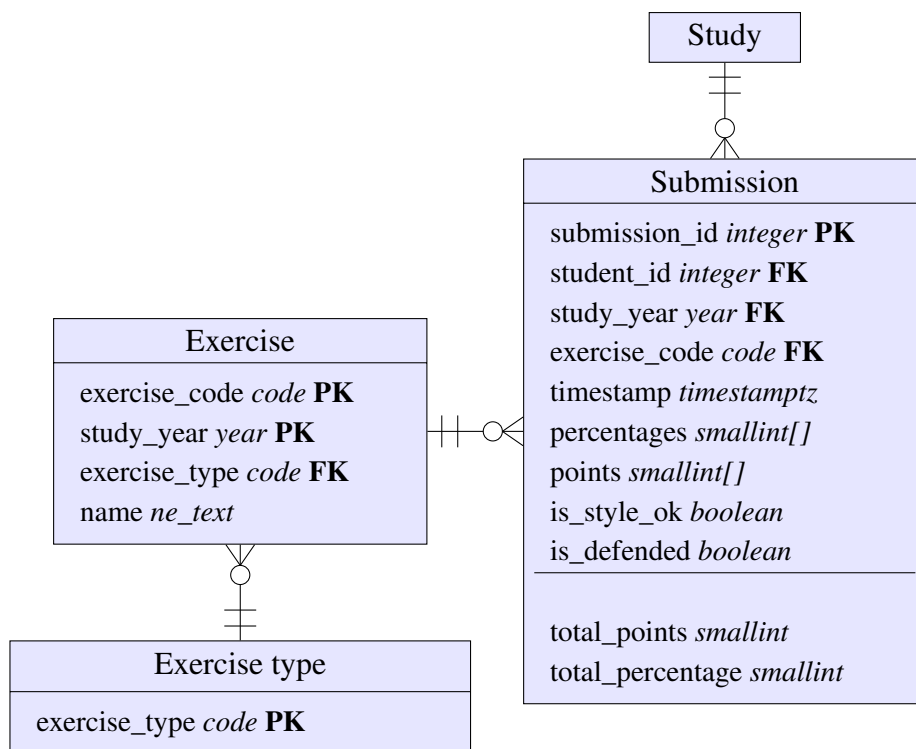 Study
Submission
submission_id integer PK
student_id integer FK
study_year year FK
exercise_code code FK
timestamp timestamptz
percentages smallint[]
points smallint[]
is_style_ok boolean
is_defended boolean
total_points smallint
total_percentage smallint
Exercise
exercise_code code PK
study_year year PK
exercise_type code FK
name ne_text
Exercise type
exercise_type code PK